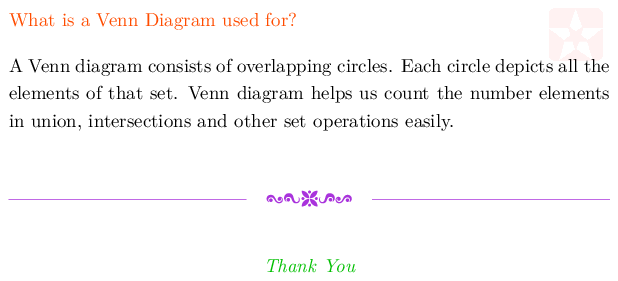 What is a Venn Diagram used for?
A Venn diagram consists of overlapping circles. Each circle depicts all the
elements of that set. Venn diagram helps us count the number elements
in union, intersections and other set operations easily.
Thank You